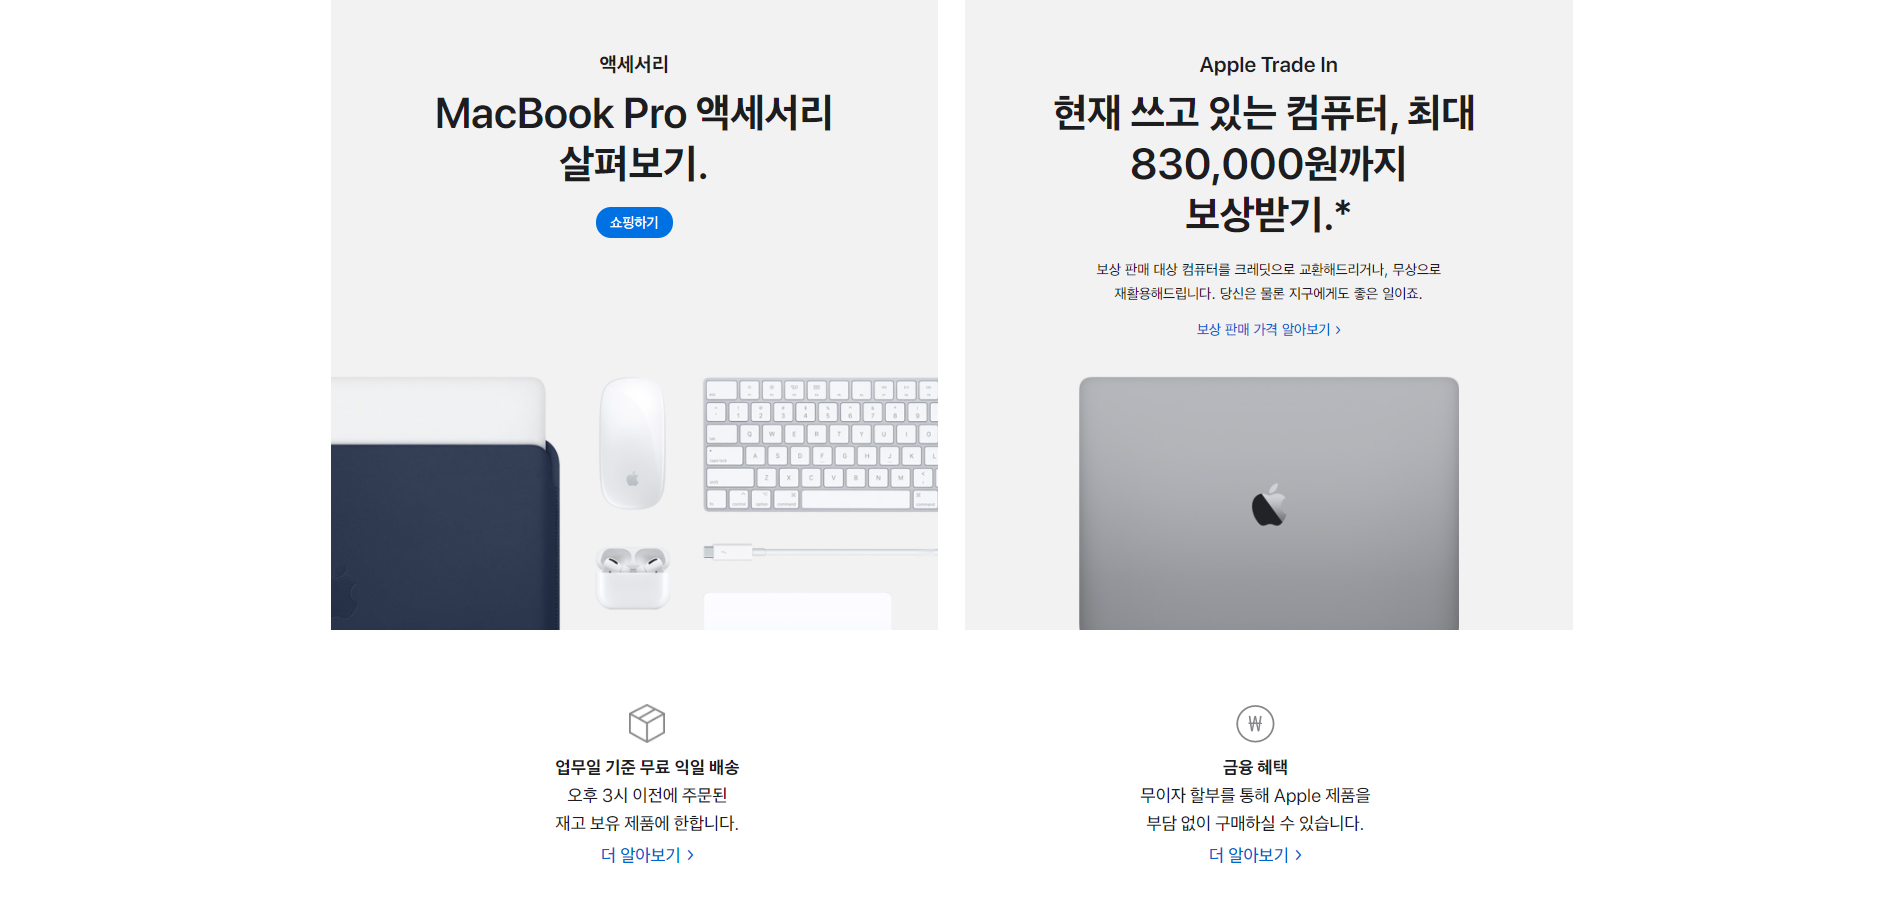 액세서리
MacBook Pro 액세서리
살펴보기.
쇼핑하기
Apple Trade In
현재 쓰고 있는 컴퓨터, 최대
830,000원까지
보상받기.*
보상 판매 대상 컴퓨터를 크레딧으로 교환해드리거나, 무상으로
재활용해드립니다. 당신은 물론 지구에게도 좋은 일이죠.
보상 판매 가격 알아보기 >
Q W E R T Y U I O
A S D F G H J K L
Z X C V B N M
업무일 기준 무료 익일 배송
오후 3시 이전에 주문된
재고 보유 제품에 한합니다.
더 알아보기 >
금융 혜택
무이자 할부를 통해 Apple 제품을
부담 없이 구매하실 수 있습니다.
더 알아보기 >